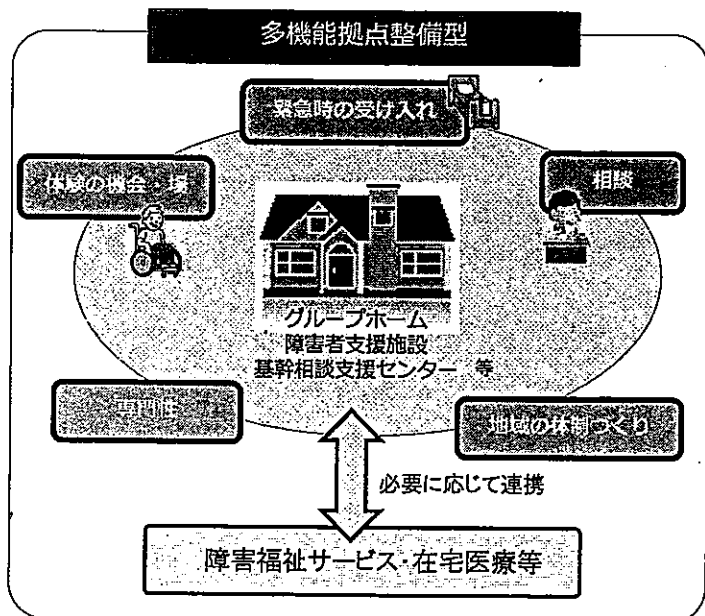 多機能拠点整備型
緊急時の受け入れ
体験の機会・場
相談
グループホーム
障害者支援施設
基幹相談支援センター 等
専門性
地域の体制づくり
必要に応じて連携
障害福祉サービス・在宅医療等